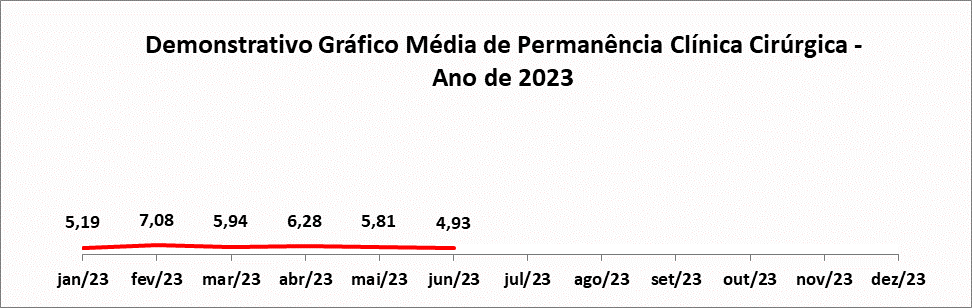 Demonstrativo Gráfico Média de Permanência Clínica Cirúrgica -
Ano de 2023
5,19 7,08 5,94 6,28 5,81 4,93
jan/23 fev/23 mar/23 abr/23 mai/23 jun/23 jul/23 ago/23 set/23 out/23 nov/23 dez/23